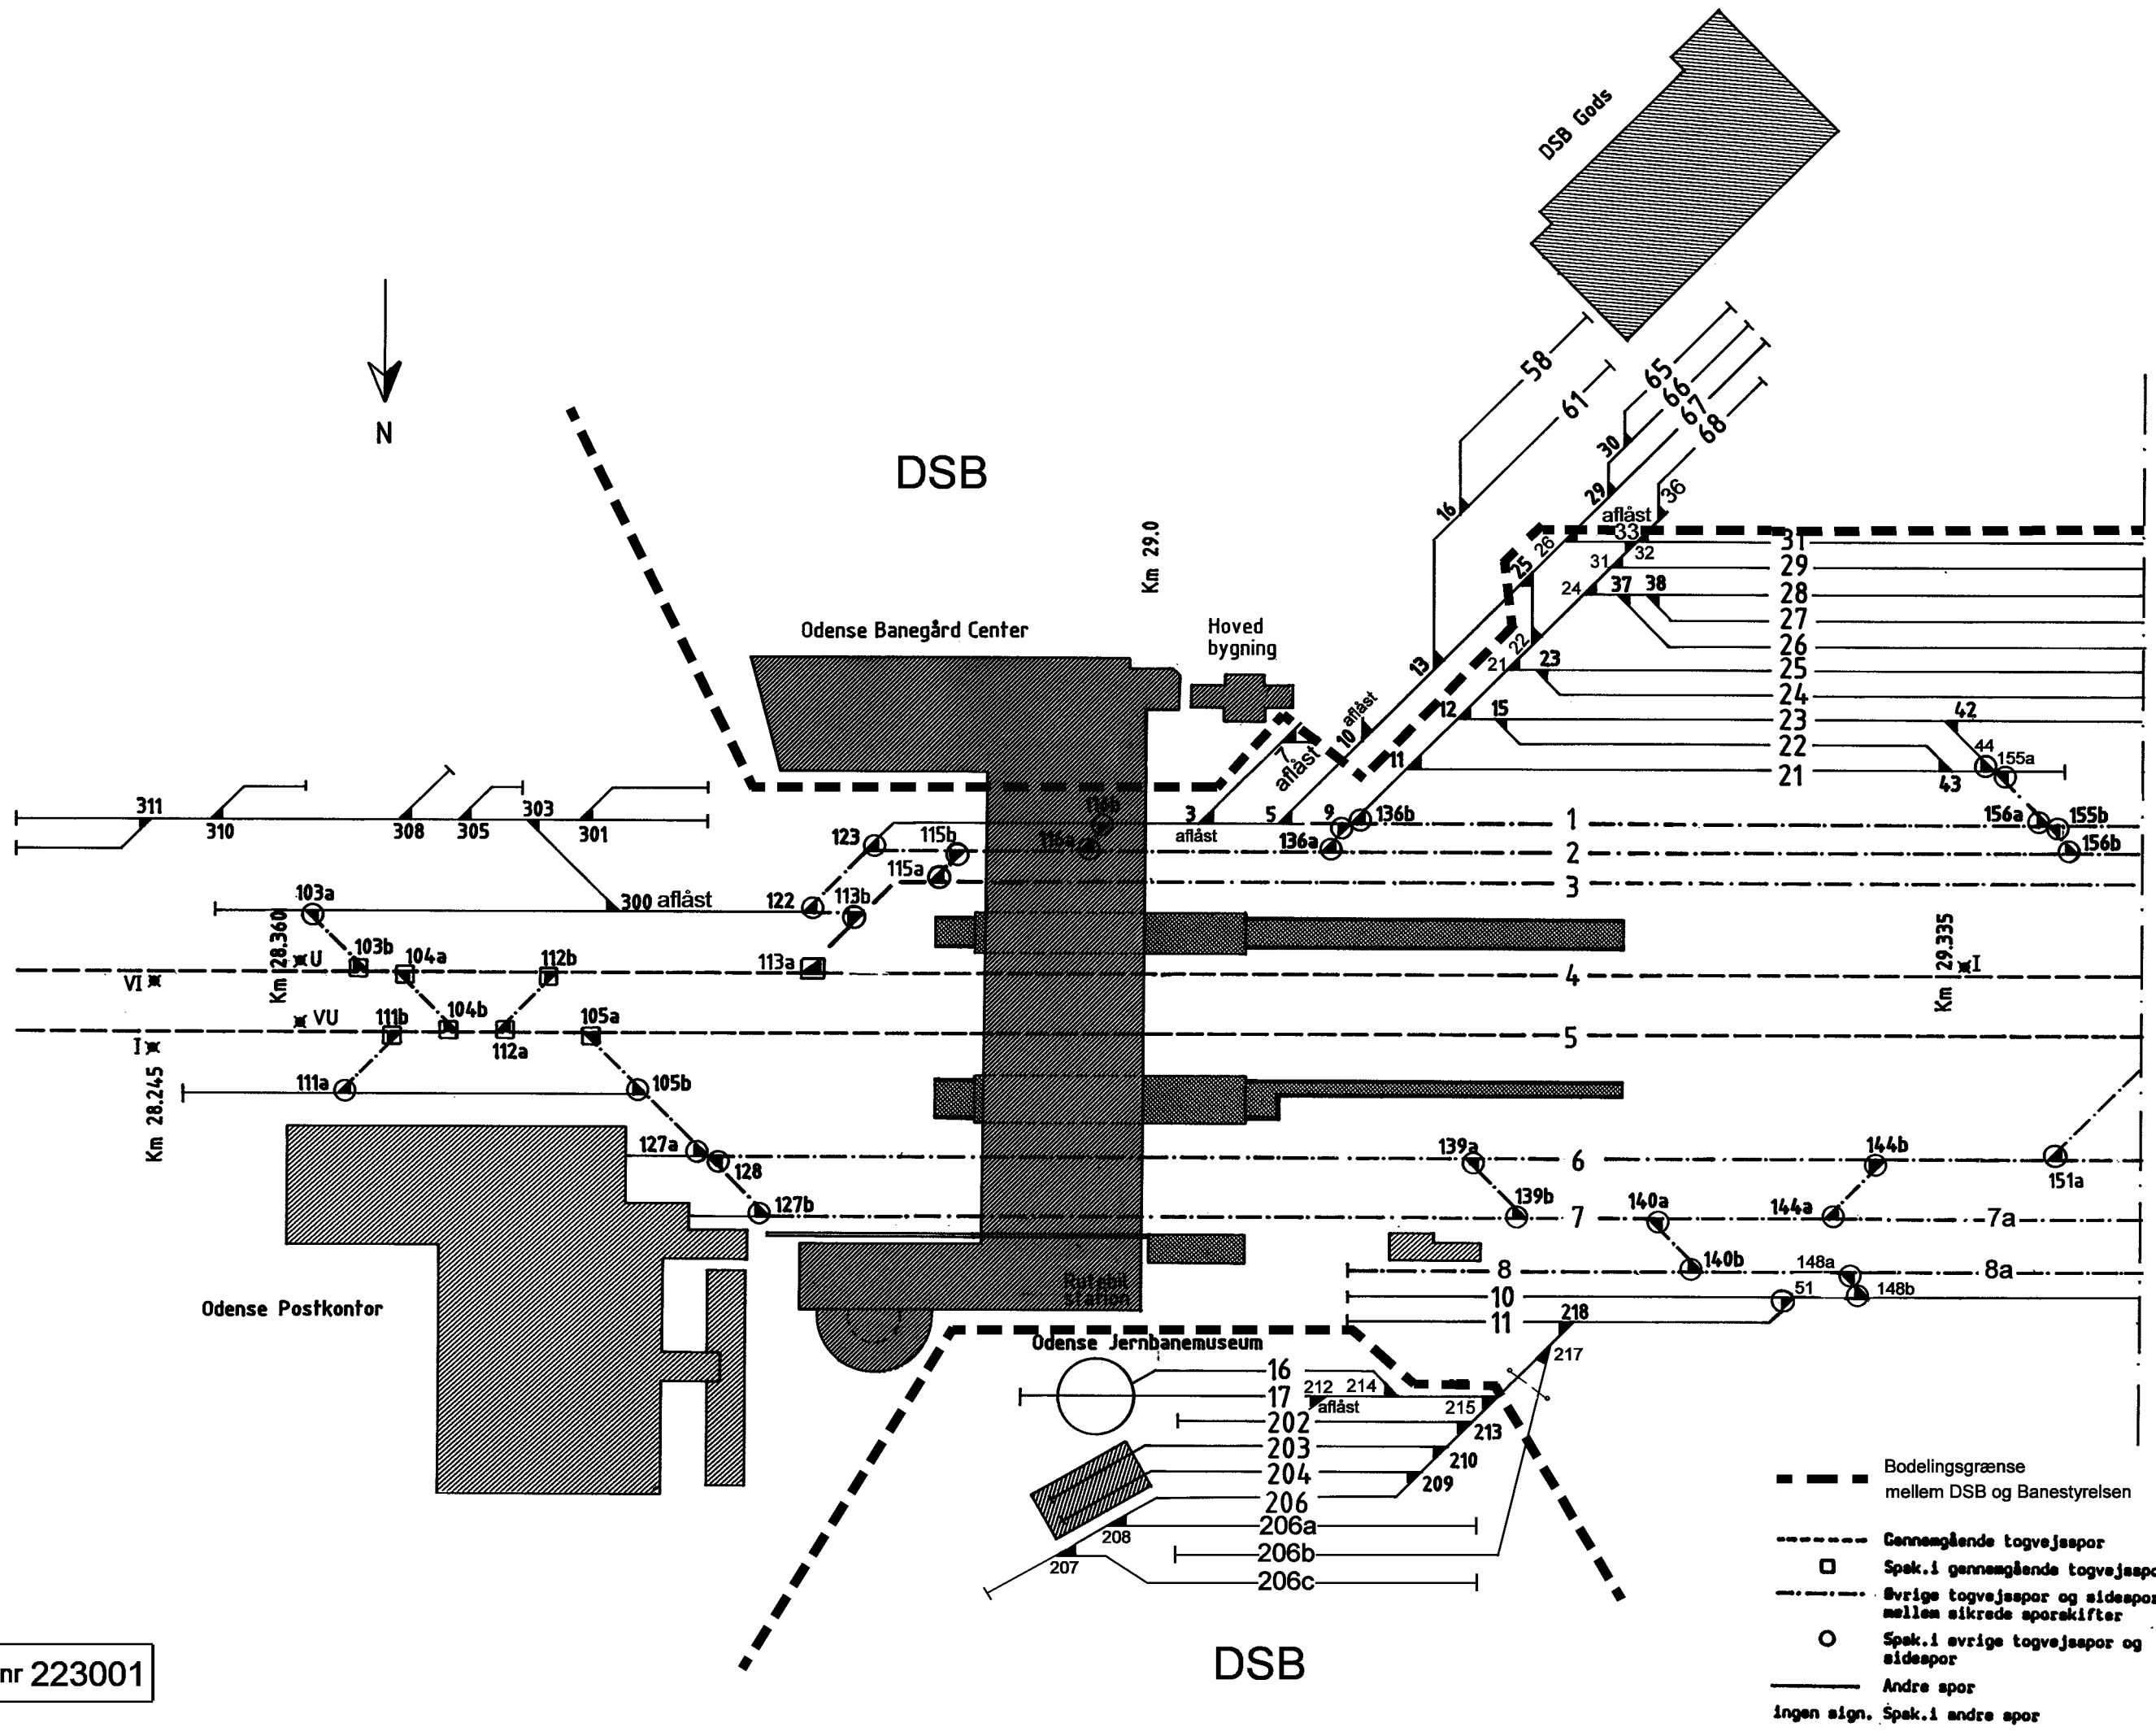 DSB Gods
58
61
65
66
67
68
N
DSB
30
16
29
36
Km 29.0
aflåst
33
26
32
31
31
25
29
24
37
38
28
27
22
26
21
23
25
13
24
Odense Banegård Center
Hoved
bygning
10 aflåst
12
15
23
42
22
44
155a
7
aflåst
11
21
43
311
303
310
308
305
301
116b
3
aflåst
5
9
136b
1
156a
155b
123
115b
116a
136a
2
156b
115a
3
103a
300 aflåst
122
113b
Km 28.360
U
103b
104a
112b
113a
4
Km 29.335
I
VI
VU
111b
104b
105a
5
I
112a
Km 28.245
111a
105b
127a
128
139a
6
144b
151a
127b
139b
7
140a
144a
7a
8
140b
148a
8a
Rutebil
station
10
51
148b
Odense Postkontor
11
218
Odense Jernbanemuseum
217
16
17
212
214
aflåst
215
202
213
203
210
204
209
206
206a
208
206b
207
206c
DSB
nr 223001
Bodelingsgrænse
mellem DSB og Banestyrelsen
Gennemgående togvejsspor
Spsk.i gennemgående togvejsspo
Øvrige togvejsspor og sidespor
mellem sikrede sporskifter
Spsk.i øvrige togvejsspor og
sidespor
Andre spor
ingen sign. Spsk.i andre spor